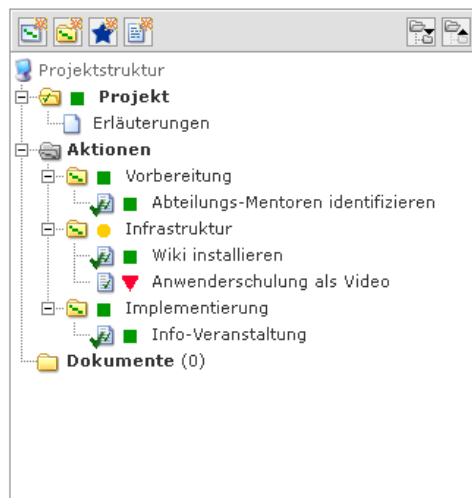 Projektstruktur
Projekt
Erläuterungen
Aktionen
Vorbereitung
Abteilungs-Mentoren identifizieren
Infrastruktur
Wiki installieren
Anwenderschulung als Video
Implementierung
Info-Veranstaltung
Dokumente (0)